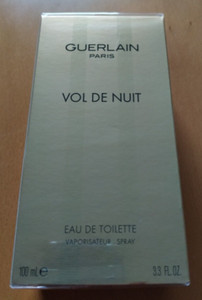 GUERLAIN
PARIS
VOL DE NUIT
EAU DE TOILETTE
VAPORISATEUR - SPRAY
100 ml℮ 3.3 FL.OZ.